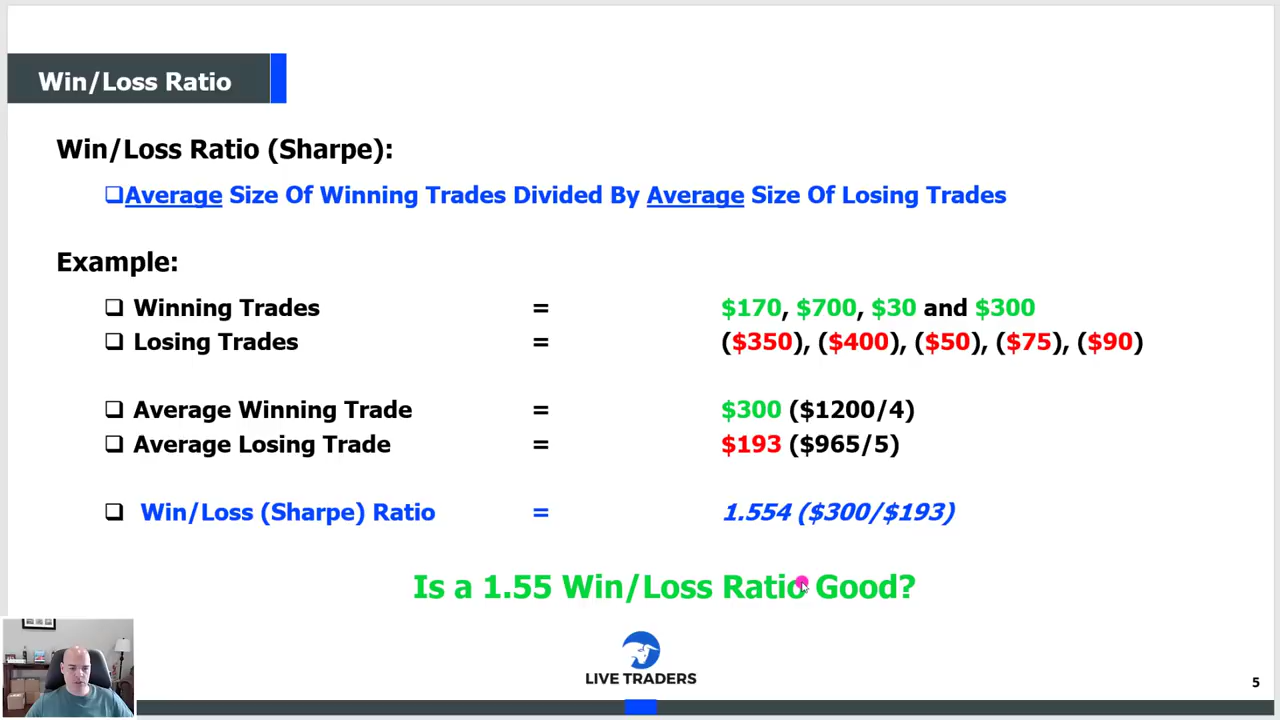 Win/Loss Ratio
Win/Loss Ratio (Sharpe):
❑Average Size Of Winning Trades Divided By Average Size Of Losing Trades
Example:
❑ Winning Trades = $170, $700, $30 and $300
❑ Losing Trades = ($350), ($400), ($50), ($75), ($90)
❑ Average Winning Trade = $300 ($1200/4)
❑ Average Losing Trade = $193 ($965/5)
❑ Win/Loss (Sharpe) Ratio = 1.554 ($300/$193)
Is a 1.55 Win/Loss Ratio Good?
LIVE TRADERS
5